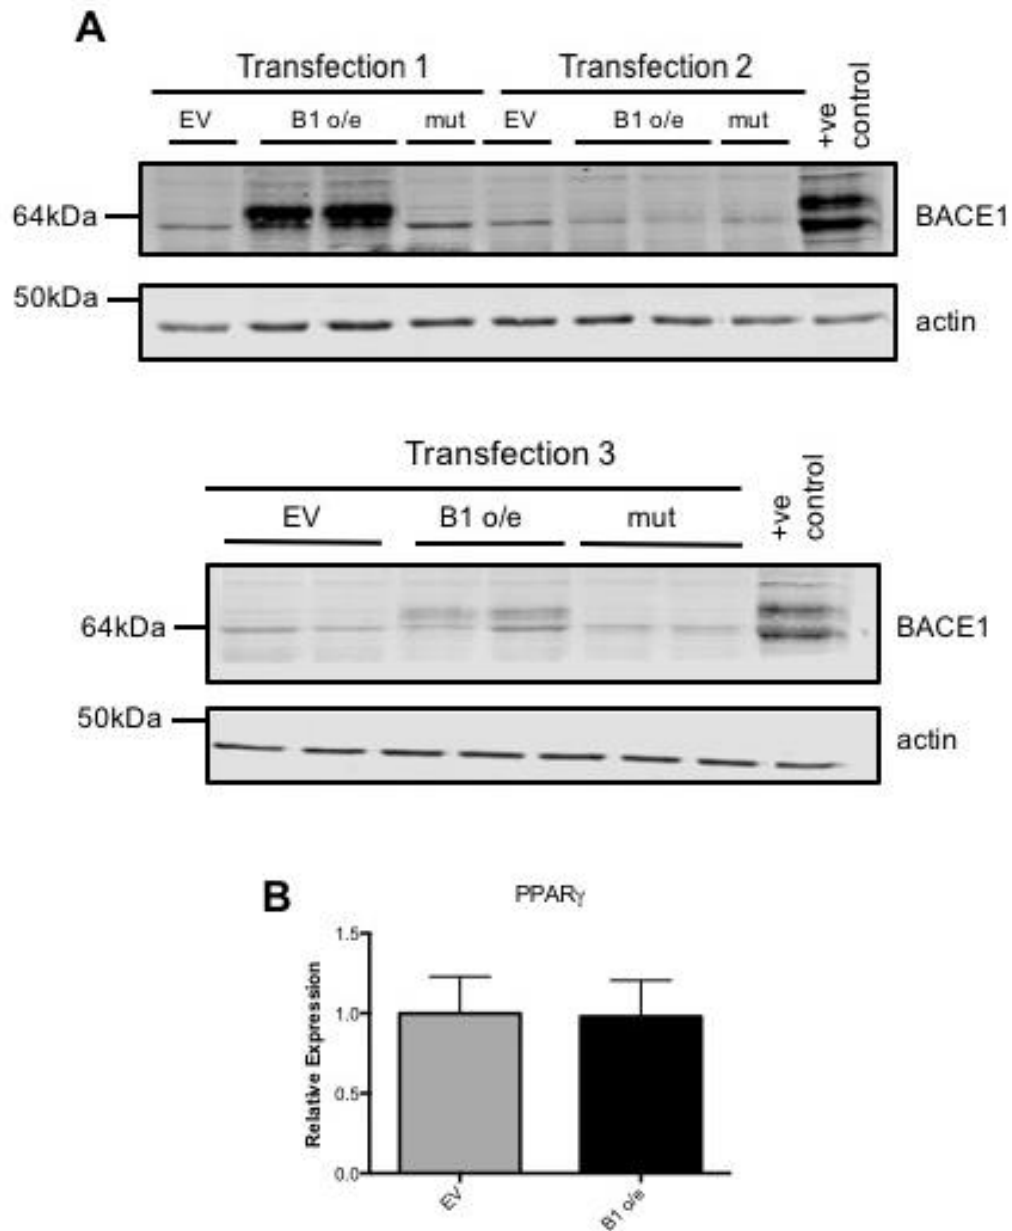 A
Transfection 1 Transfection 2
EV B1 o/e mut EV B1 o/e mut +ve control
64kDa BACE1
50kDa actin
Transfection 3
EV B1 o/e mut +ve control
64kDa BACE1
50kDa actin
B
PPARγ
Relative Expression
1.5
1.0
0.5
0.0
EV B1 o/e